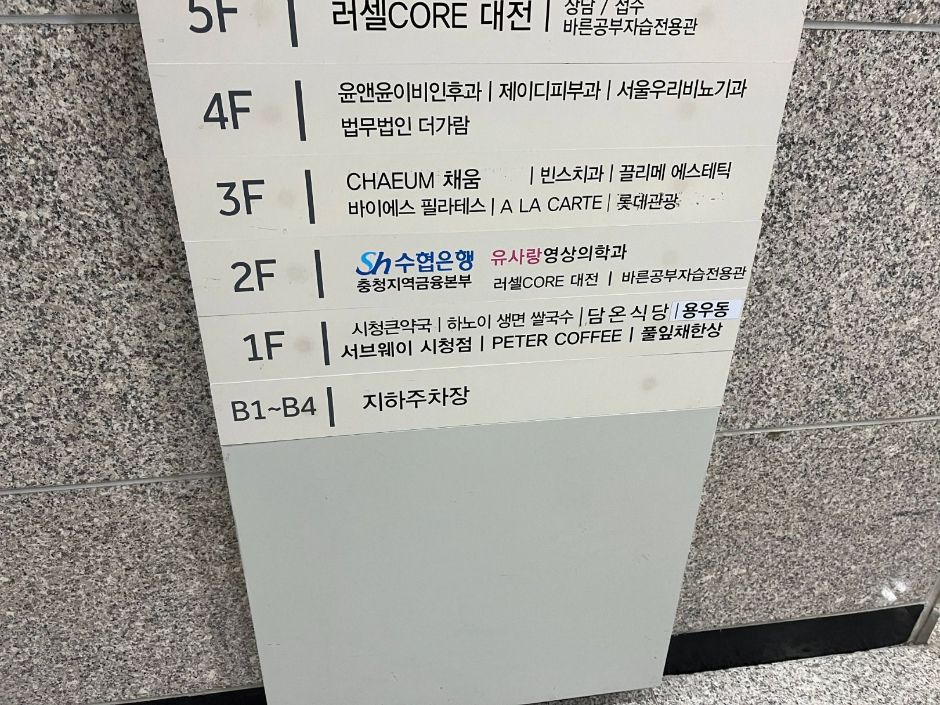 5F | 러셀CORE 대전 | 상담 / 접수
바른공부자습전용관
4F | 윤앤윤이비인후과 | 제이디피부과 | 서울우리비뇨기과
법무법인 더가람
3F | CHAEUM 채움 | 빈스치과 | 끌리메 에스테틱
바이에스 필라테스 | A LA CARTE | 롯데관광
2F | Sh수협은행 유사랑영상의학과
충청지역금융본부 러셀CORE 대전 | 바른공부자습전용관
1F | 시청큰약국 | 하노이 생면 쌀국수 | 담온식당 | 용우동
서브웨이 시청점 | PETER COFFEE | 풀잎채한상
B1~B4 | 지하주차장